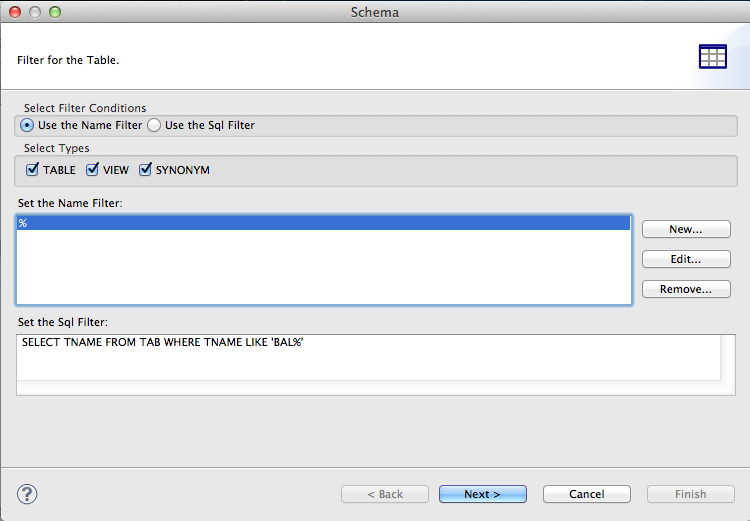 Schema
Filter for the Table.
Select Filter Conditions
Use the Name Filter Use the Sql Filter
Select Types
TABLE VIEW SYNONYM
Set the Name Filter:
%
New...
Edit...
Remove...
Set the Sql Filter:
SELECT TNAME FROM TAB WHERE TNAME LIKE 'BAL%'
? < Back Next > Cancel Finish